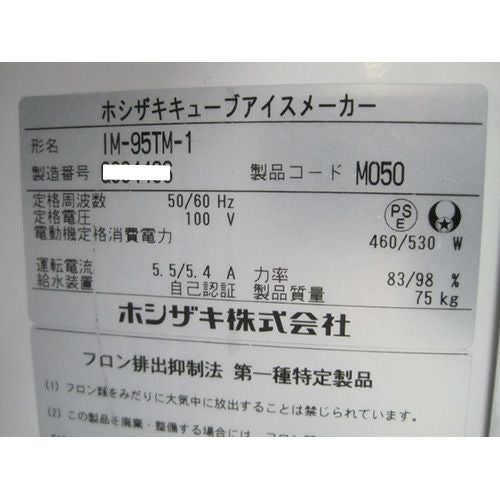 ホシザキキューブアイスメーカー
形名 IM-95TM-1
製造番号 製品コード M050
定格周波数 50/60 Hz
定格電圧 100 V
PS
E
電動機定格消費電力 460/530 W
運転電流 5.5/5.4 A 力率 83/98 %
給水装置 自己認証 製品質量 75 kg
ホシザキ株式会社
フロン排出抑制法 第一種特定製品
(1) フロン類をみだりに大気中に放出することは禁じられています。
(2) この製品を廃棄・整備する場合には、フロン